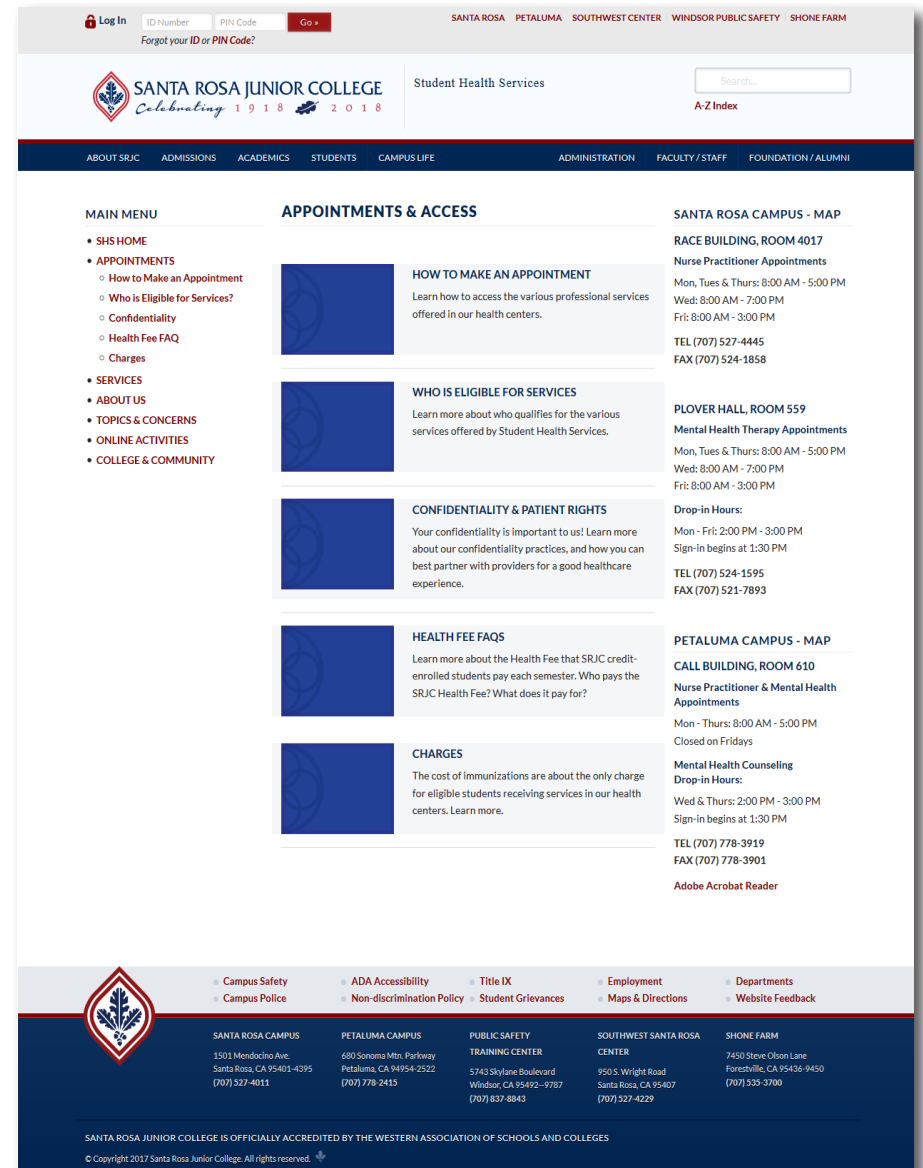 Log In ID Number PIN Code Go »
Forgot your ID or PIN Code?
SANTA ROSA PETALUMA SOUTHWEST CENTER WINDSOR PUBLIC SAFETY SHONE FARM
SANTA ROSA JUNIOR COLLEGE
Celebrating 1918 2018
Student Health Services
Search...
A-Z Index
ABOUT SRJC ADMISSIONS ACADEMICS STUDENTS CAMPUS LIFE ADMINISTRATION FACULTY / STAFF FOUNDATION / ALUMNI
MAIN MENU
SHS HOME
APPOINTMENTS
How to Make an Appointment
Who is Eligible for Services?
Confidentiality
Health Fee FAQ
Charges
SERVICES
ABOUT US
TOPICS & CONCERNS
ONLINE ACTIVITIES
COLLEGE & COMMUNITY
APPOINTMENTS & ACCESS
HOW TO MAKE AN APPOINTMENT
Learn how to access the various professional services
offered in our health centers.
WHO IS ELIGIBLE FOR SERVICES
Learn more about who qualifies for the various
services offered by Student Health Services.
CONFIDENTIALITY & PATIENT RIGHTS
Your confidentiality is important to us! Learn more
about our confidentiality practices, and how you can
best partner with providers for a good healthcare
experience.
HEALTH FEE FAQS
Learn more about the Health Fee that SRJC credit-
enrolled students pay each semester. Who pays the
SRJC Health Fee? What does it pay for?
CHARGES
The cost of immunizations are about the only charge
for eligible students receiving services in our health
centers. Learn more.
SANTA ROSA CAMPUS - MAP
RACE BUILDING, ROOM 4017
Nurse Practitioner Appointments
Mon, Tues & Thurs: 8:00 AM - 5:00 PM
Wed: 8:00 AM - 7:00 PM
Fri: 8:00 AM - 3:00 PM
TEL (707) 527-4445
FAX (707) 524-1858
PLOVER HALL, ROOM 559
Mental Health Therapy Appointments
Mon, Tues & Thurs: 8:00 AM - 5:00 PM
Wed: 8:00 AM - 7:00 PM
Fri: 8:00 AM - 3:00 PM
Drop-in Hours:
Mon - Fri: 2:00 PM - 3:00 PM
Sign-in begins at 1:30 PM
TEL (707) 524-1595
FAX (707) 521-7893
PETALUMA CAMPUS - MAP
CALL BUILDING, ROOM 610
Nurse Practitioner & Mental Health
Appointments
Mon - Thurs: 8:00 AM - 5:00 PM
Closed on Fridays
Mental Health Counseling
Drop-in Hours:
Wed & Thurs: 2:00 PM - 3:00 PM
Sign-in begins at 1:30 PM
TEL (707) 778-3919
FAX (707) 778-3901
Adobe Acrobat Reader
Campus Safety ADA Accessibility Title IX Employment Departments
Campus Police Non-discrimination Policy Student Grievances Maps & Directions Website Feedback
SANTA ROSA CAMPUS
1501 Mendocino Ave.
Santa Rosa, CA 95401-4395
(707) 527-4011
PETALUMA CAMPUS
680 Sonoma Mtn. Parkway
Petaluma, CA 94954-2522
(707) 778-2415
PUBLIC SAFETY
TRAINING CENTER
5743 Skylane Boulevard
Windsor, CA 95492--9787
(707) 837-8843
SOUTHWEST SANTA ROSA
CENTER
950 S. Wright Road
Santa Rosa, CA 95407
(707) 527-4229
SHONE FARM
7450 Steve Olson Lane
Forestville, CA 95436-9450
(707) 535-3700
SANTA ROSA JUNIOR COLLEGE IS OFFICIALLY ACCREDITED BY THE WESTERN ASSOCIATION OF SCHOOLS AND COLLEGES
© Copyright 2017 Santa Rosa Junior College. All rights reserved.